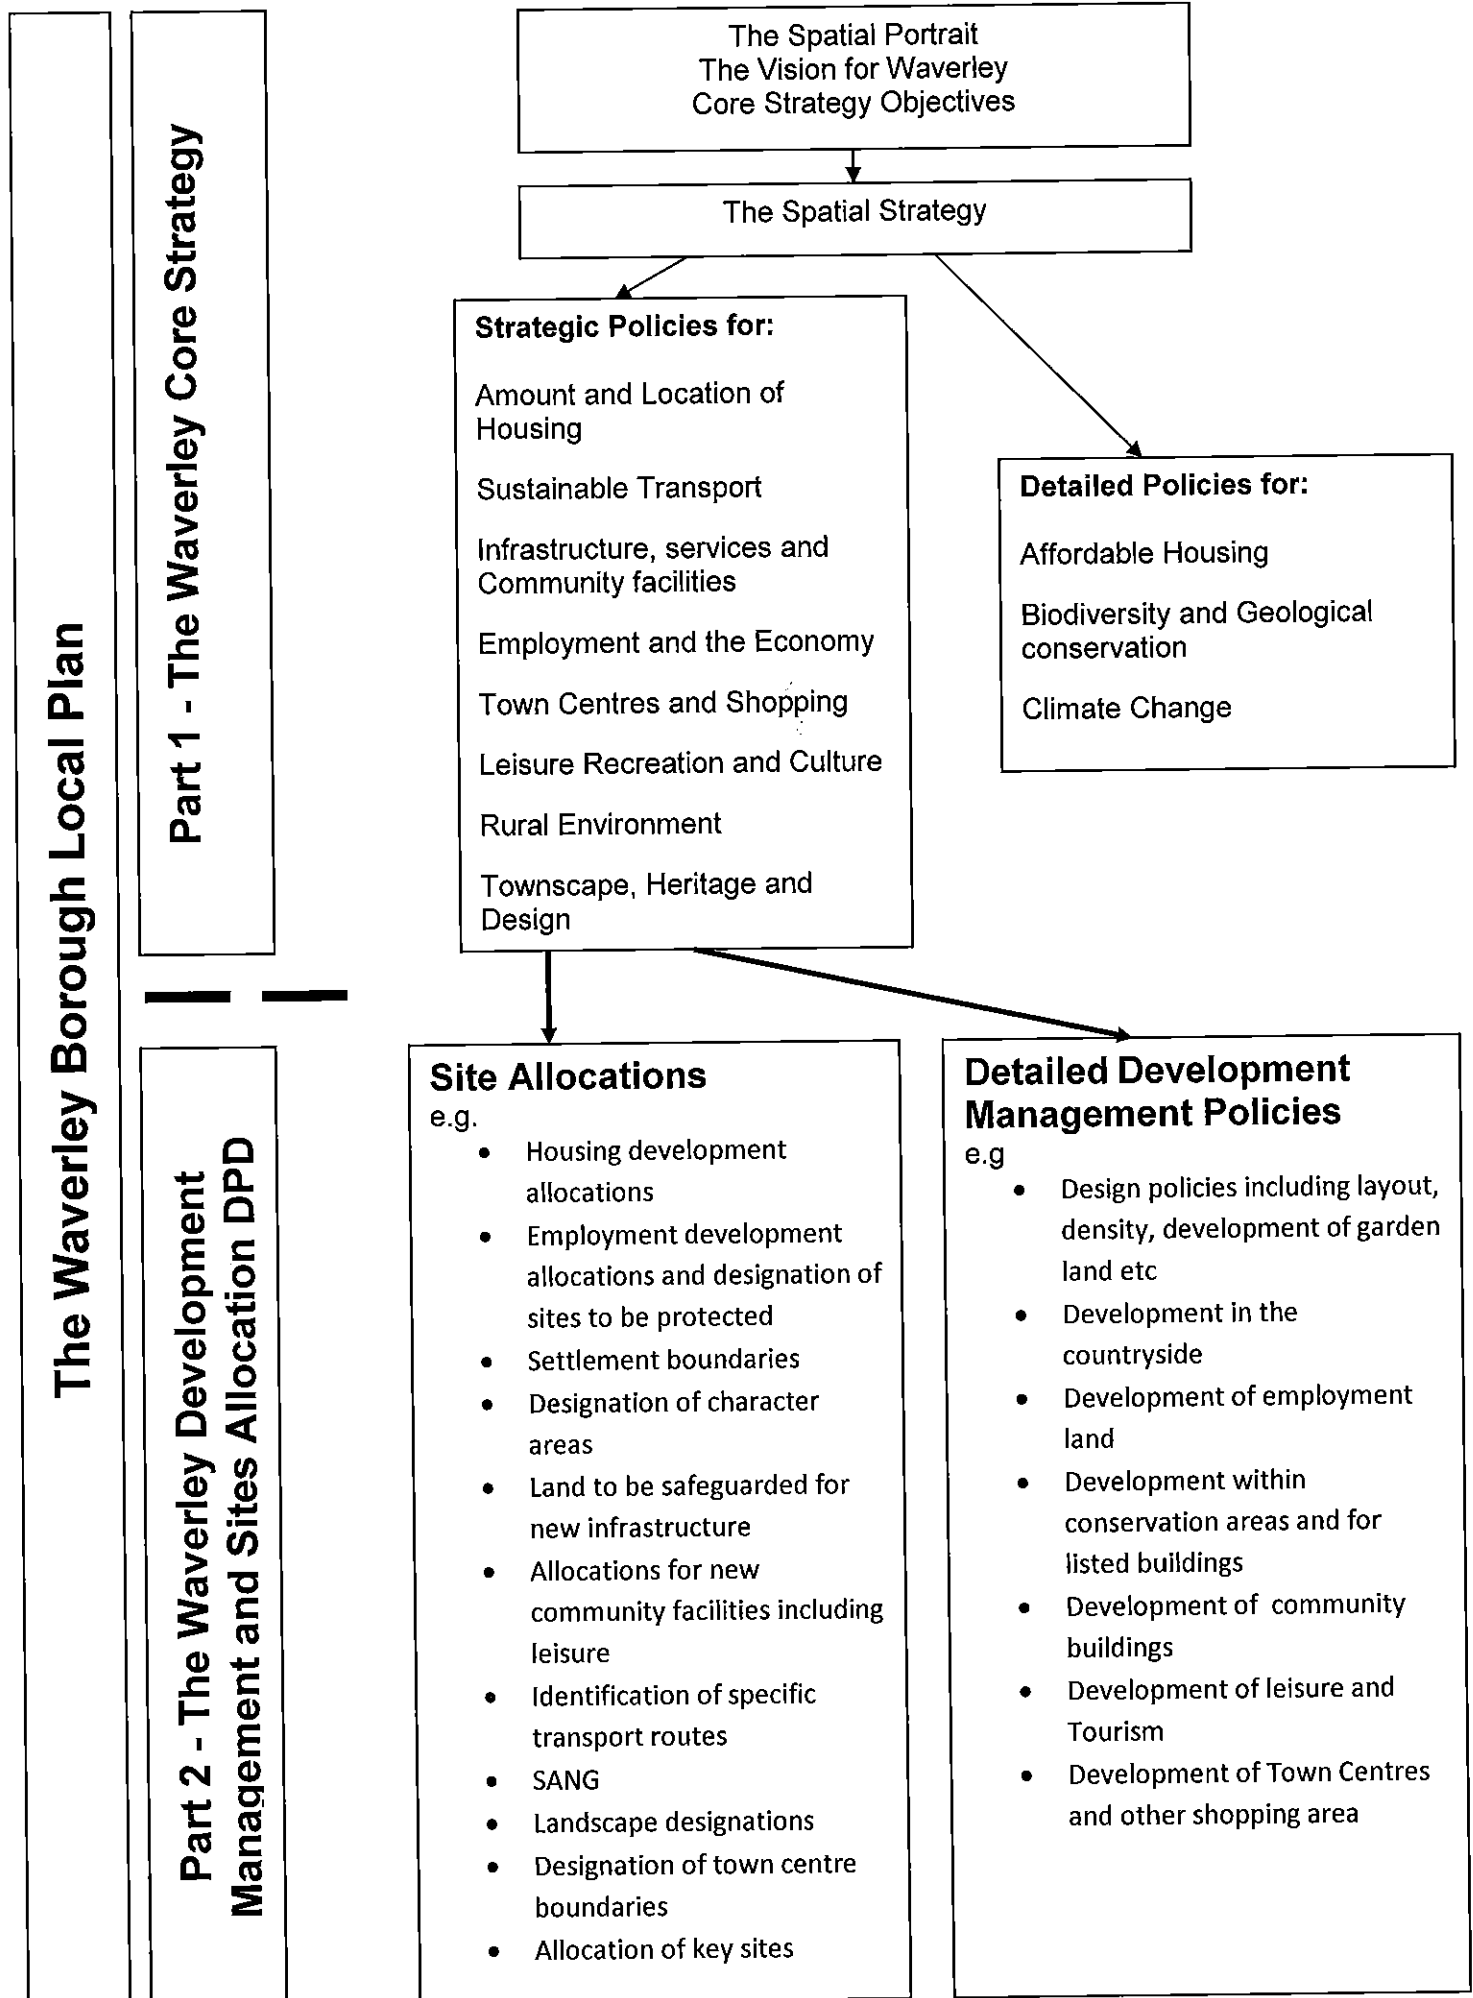 The Waverley Borough Local Plan
Part 1 - The Waverley Core Strategy
The Spatial Portrait
The Vision for Waverley
Core Strategy Objectives
The Spatial Strategy
Strategic Policies for:
Amount and Location of
Housing
Sustainable Transport
Infrastructure, services and
Community facilities
Employment and the Economy
Town Centres and Shopping
Leisure Recreation and Culture
Rural Environment
Townscape, Heritage and
Design
Detailed Policies for:
Affordable Housing
Biodiversity and Geological
conservation
Climate Change
Part 2 - The Waverley Development
Management and Sites Allocation DPD
Site Allocations
e.g.
• Housing development
allocations
• Employment development
allocations and designation of
sites to be protected
• Settlement boundaries
• Designation of character
areas
• Land to be safeguarded for
new infrastructure
• Allocations for new
community facilities including
leisure
• Identification of specific
transport routes
• SANG
• Landscape designations
• Designation of town centre
boundaries
• Allocation of key sites
Detailed Development
Management Policies
e.g
• Design policies including layout,
density, development of garden
land etc
• Development in the
countryside
• Development of employment
land
• Development within
conservation areas and for
listed buildings
• Development of community
buildings
• Development of leisure and
Tourism
• Development of Town Centres
and other shopping area